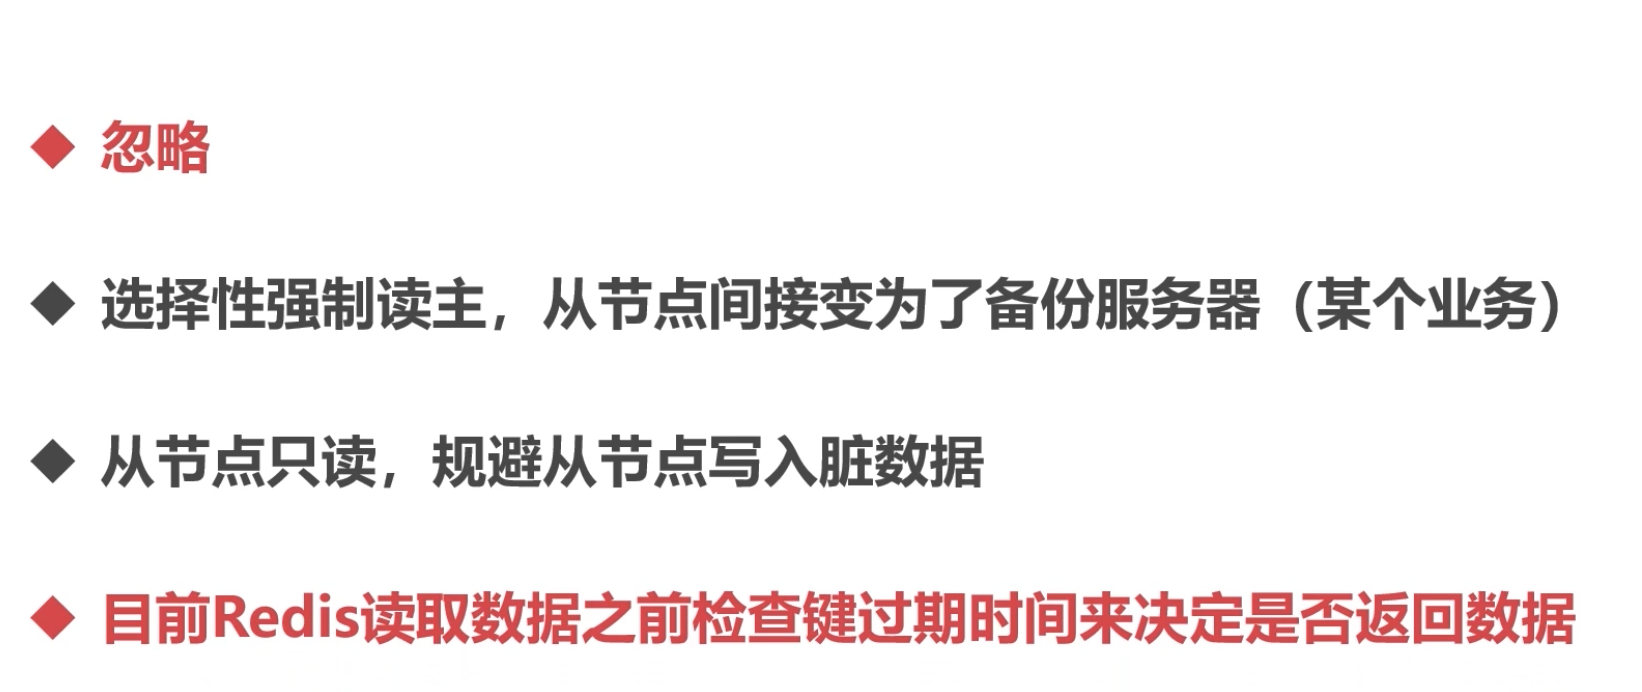 忽略
选择性强制读主，从节点间接变为了备份服务器（某个业务）
从节点只读，规避从节点写入脏数据
目前Redis读取数据之前检查键过期时间来决定是否返回数据